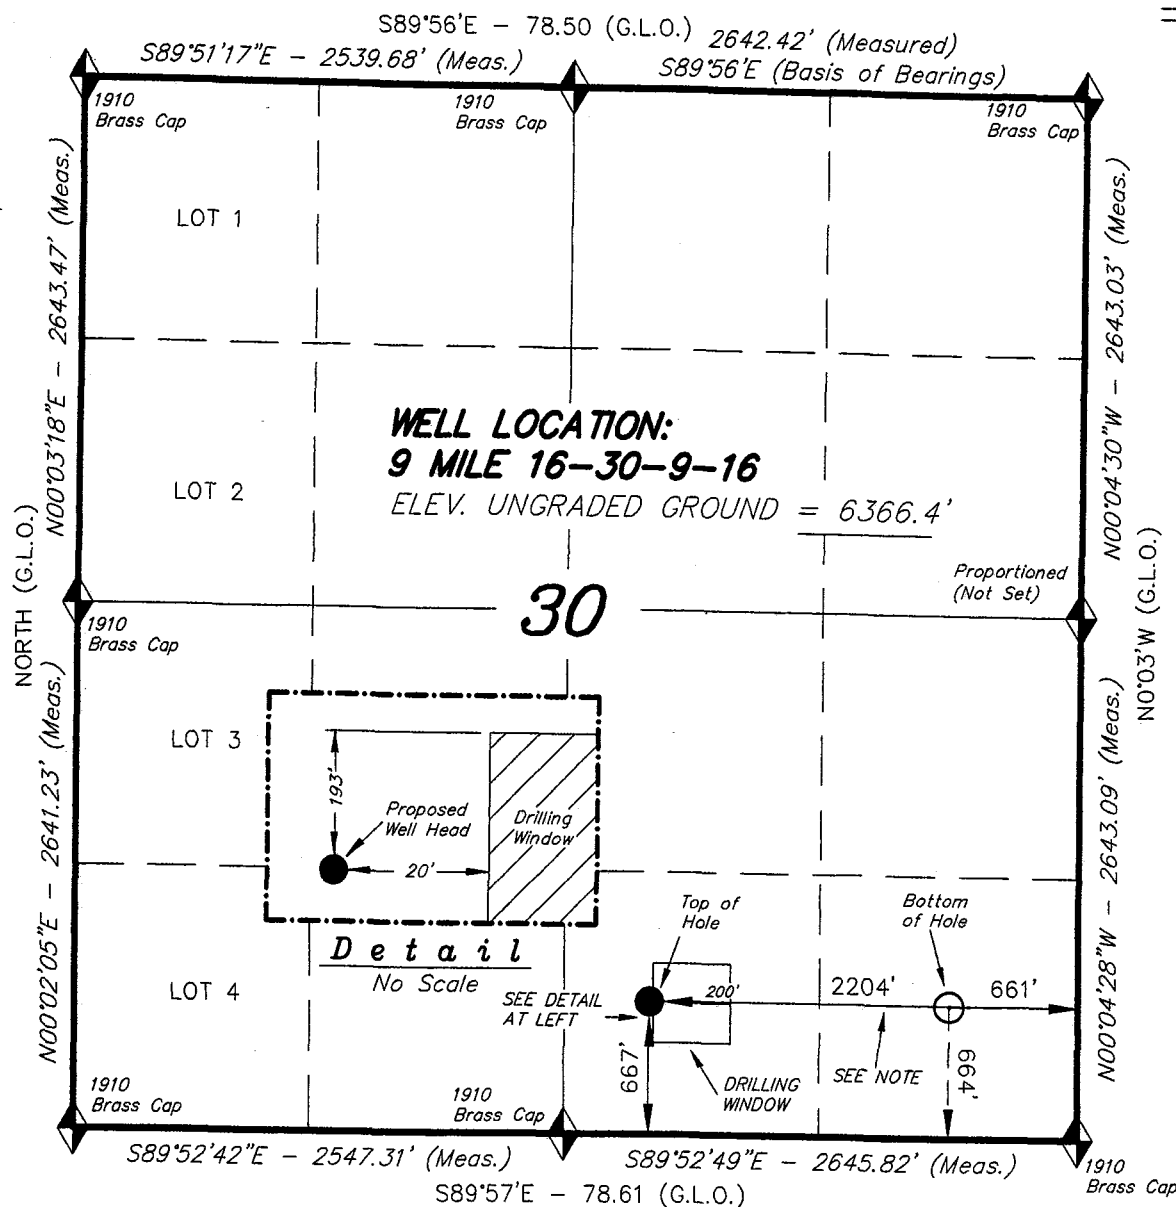 S89°56'E - 78.50 (G.L.O.)
S89°51'17"E - 2539.68' (Meas.)
2642.42' (Measured)
S89°56'E (Basis of Bearings)
1910
Brass Cap
1910
Brass Cap
1910
Brass Cap
LOT 1
N00°03'18"E - 2643.47' (Meas.)
N00°04'30"W - 2643.03' (Meas.)
WELL LOCATION:
9 MILE 16-30-9-16
ELEV. UNGRADED GROUND = 6366.4'
LOT 2
NORTH (G.L.O.)
N0°03'W (G.L.O.)
Proportioned
(Not Set)
30
1910
Brass Cap
LOT 3
N00°02'05"E - 2641.23' (Meas.)
N00°04'28"W - 2643.09' (Meas.)
193'
Proposed
Well Head
Drilling
Window
20'
Detail
No Scale
LOT 4
Top of
Hole
Bottom
of Hole
SEE DETAIL
AT LEFT
200'
2204'
661'
667'
664'
DRILLING
WINDOW
SEE NOTE
1910
Brass Cap
1910
Brass Cap
1910
Brass Cap
S89°52'42"E - 2547.31' (Meas.)
S89°52'49"E - 2645.82' (Meas.)
S89°57'E - 78.61 (G.L.O.)